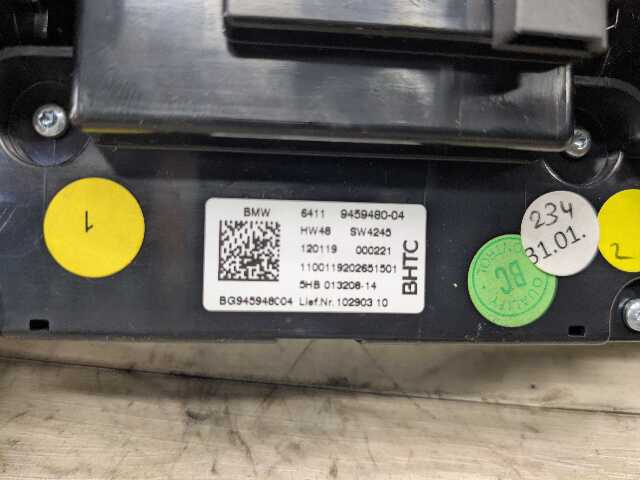 BMW 6411 9459480-04
HW48 SW4245
120119 000221
1100119202651501
5HB 013208-14
BG945948004 Lief.Nr.:102903 10
BHTC
1
234
31.01.
QUALITY
BC
2